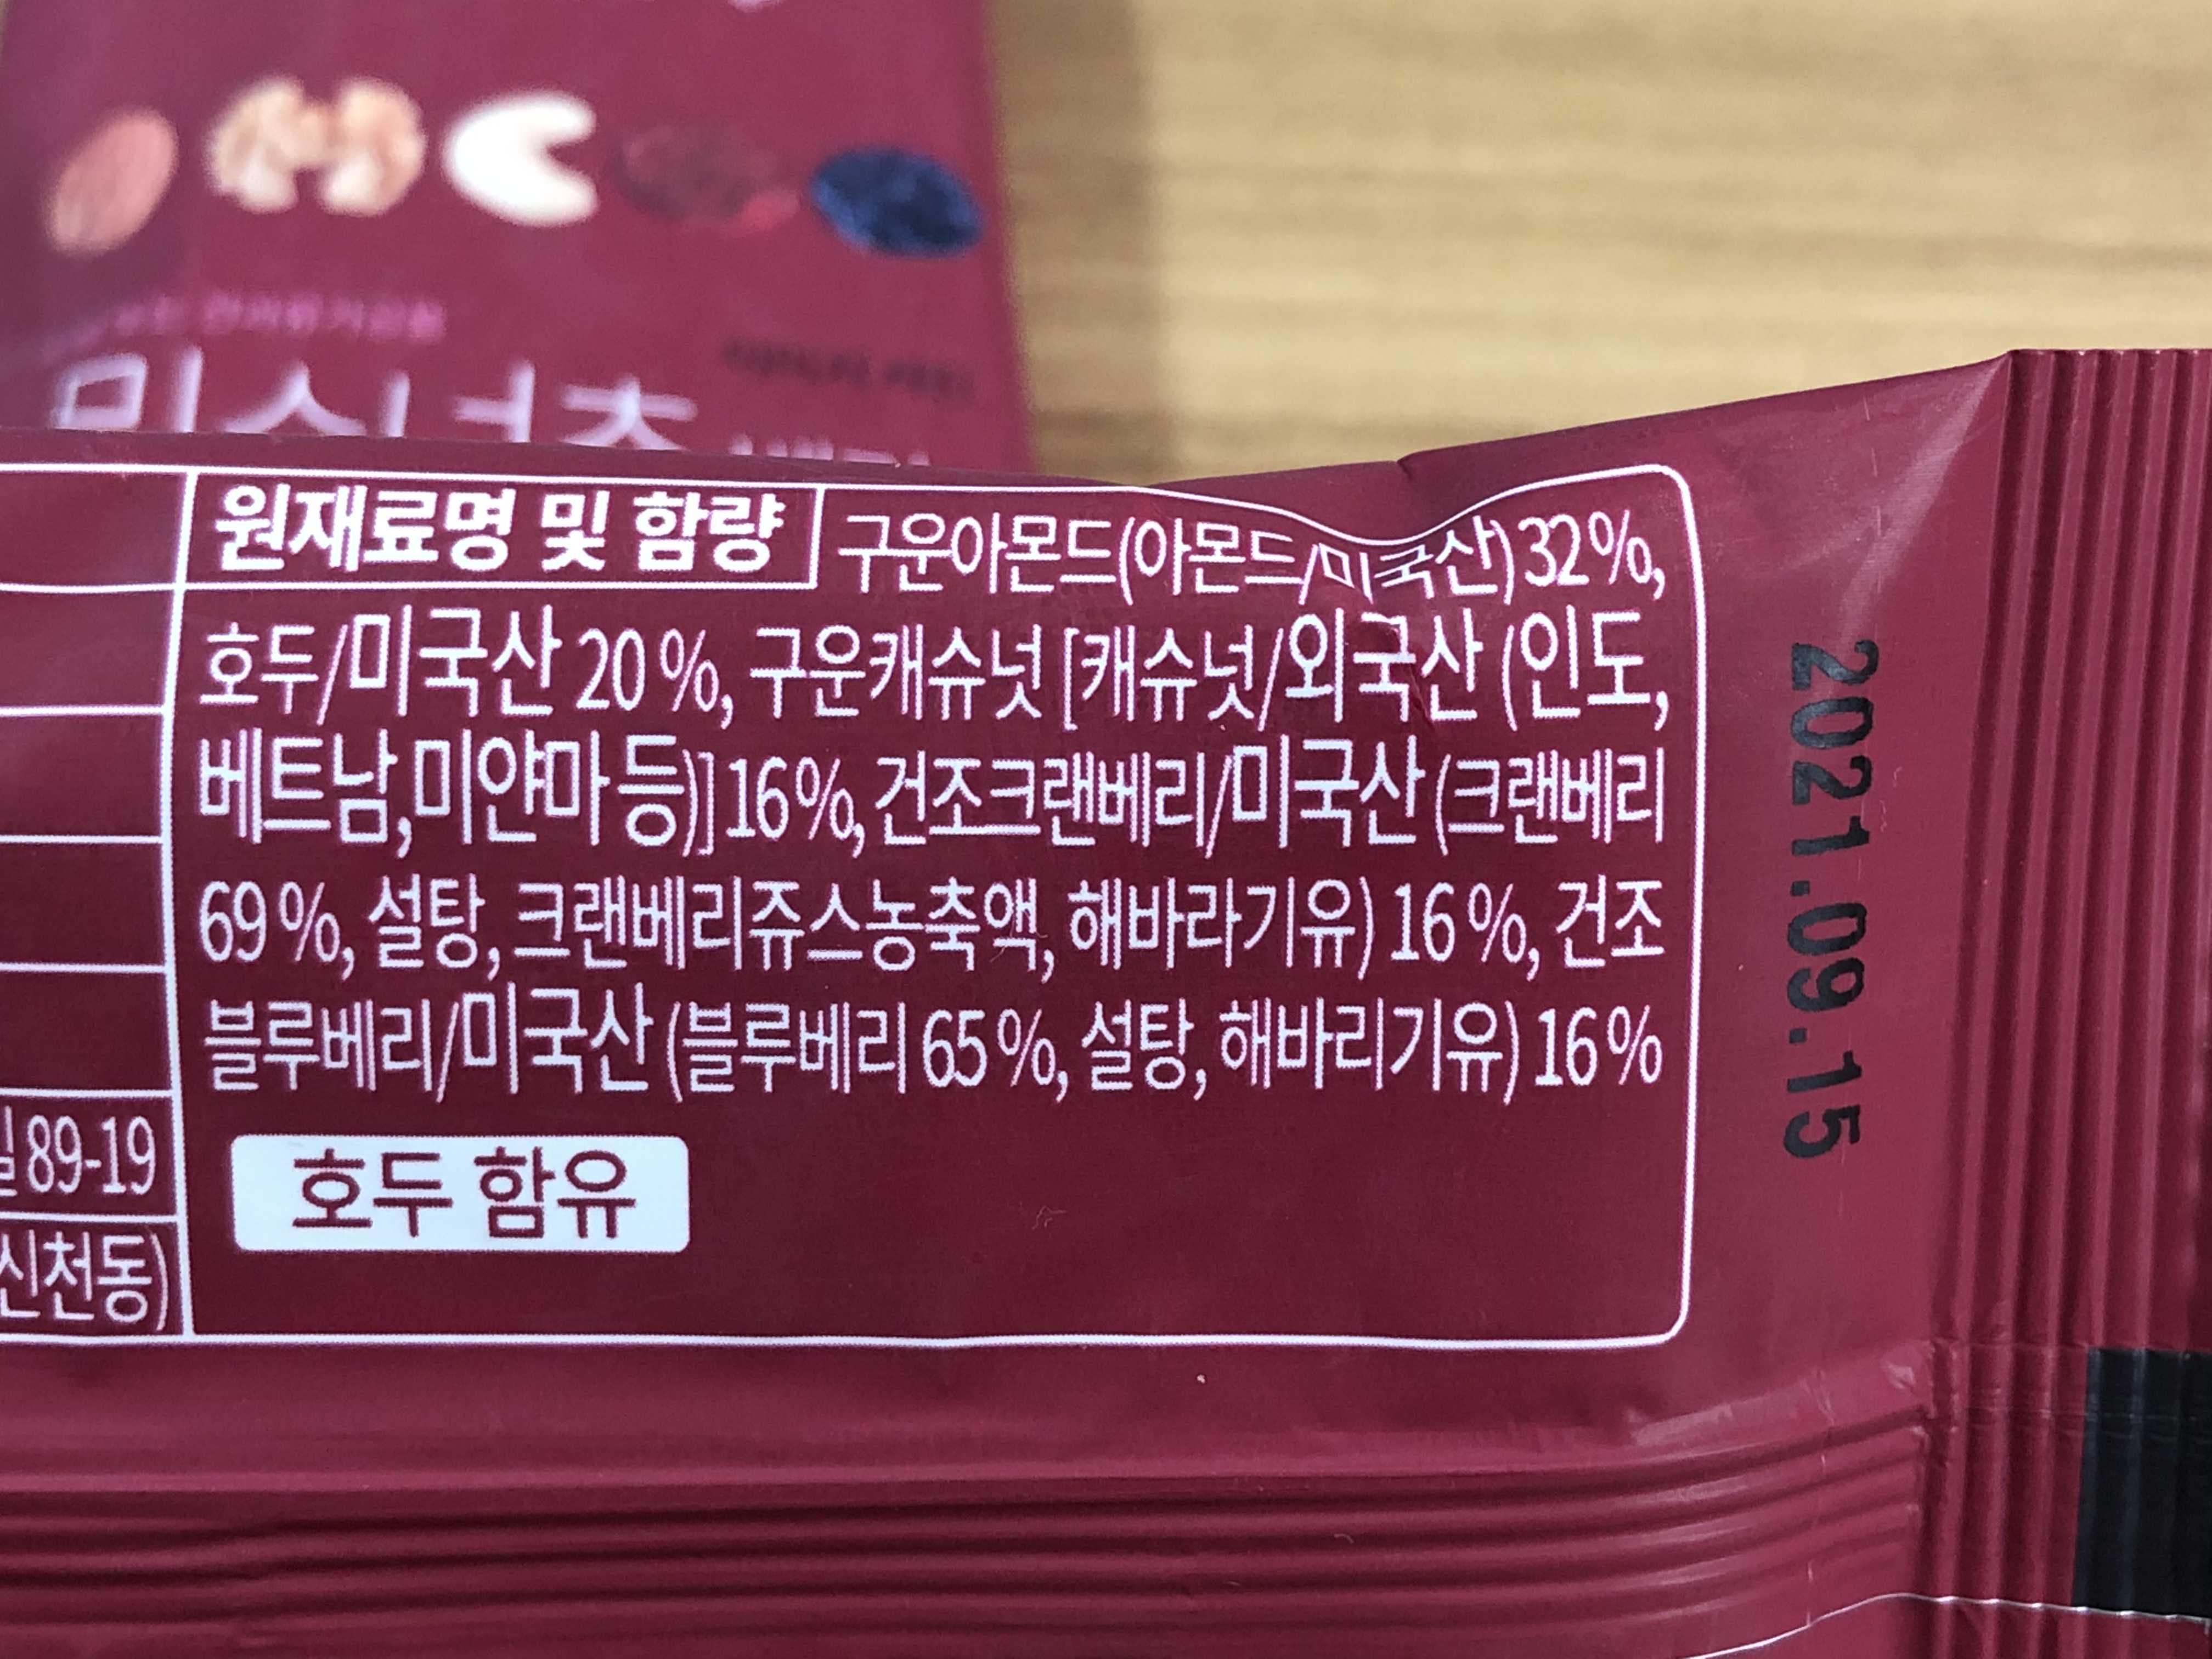 원재료명 및 함량 구운아몬드(아몬드/미국산)32%,
호두/미국산 20%, 구운캐슈넛 [캐슈넛/외국산 (인도,
베트남,미얀마 등)] 16%, 건조크랜베리/미국산 (크랜베리
69%, 설탕, 크랜베리쥬스농축액, 해바라기유) 16%, 건조
블루베리/미국산 (블루베리 65%, 설탕, 해바리기유) 16%
호두 함유
89-19
신천동)
2021.09.15